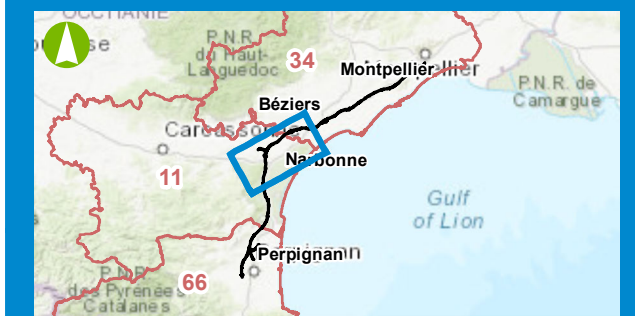 OCCITANIE
P.N.R.
du Haut-
Languedoc
34
Montpellier
P.N.R. de
Camargue
Béziers
Carcassonne
Narbonne
11
Gulf
of Lion
Perpignan
66
P.N.R.
des Pyrénées
Catalanes